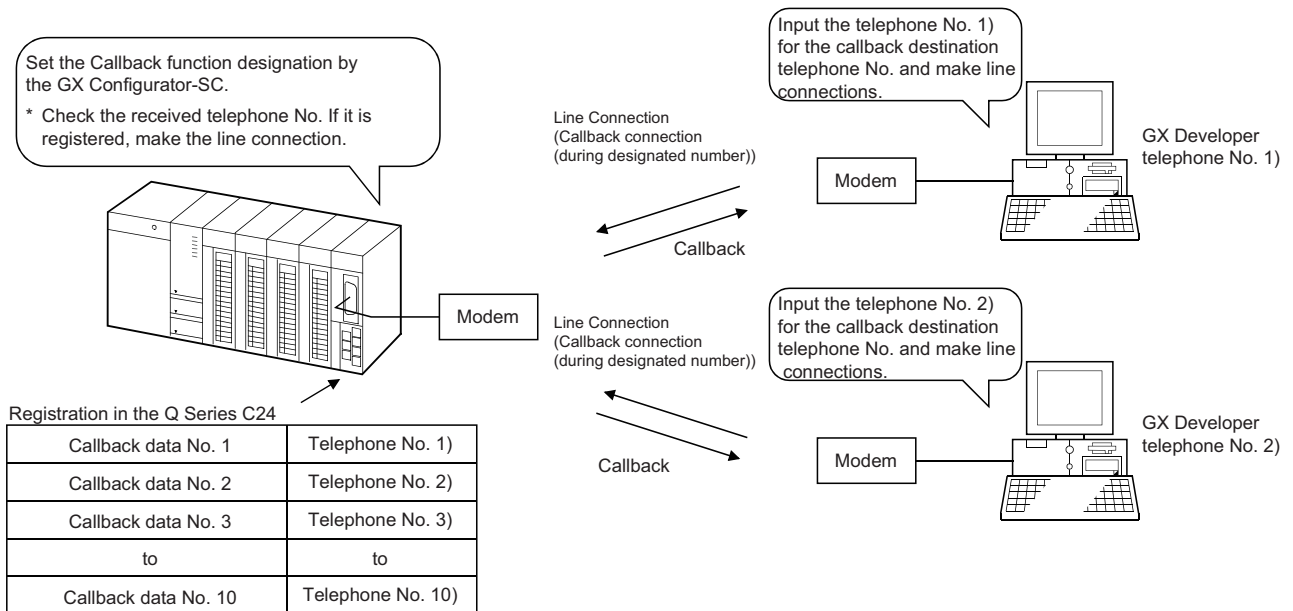 Set the Callback function designation by
the GX Configurator-SC.
* Check the received telephone No. If it is
registered, make the line connection.
Modem
Registration in the Q Series C24
Callback data No. 1 Telephone No. 1)
Callback data No. 2 Telephone No. 2)
Callback data No. 3 Telephone No. 3)
to to
Callback data No. 10 Telephone No. 10)
Line Connection
(Callback connection
(during designated number))
Callback
Input the telephone No. 1)
for the callback destination
telephone No. and make line
connections.
Modem
GX Developer
telephone No. 1)
Line Connection
(Callback connection
(during designated number))
Callback
Input the telephone No. 2)
for the callback destination
telephone No. and make line
connections.
Modem
GX Developer
telephone No. 2)